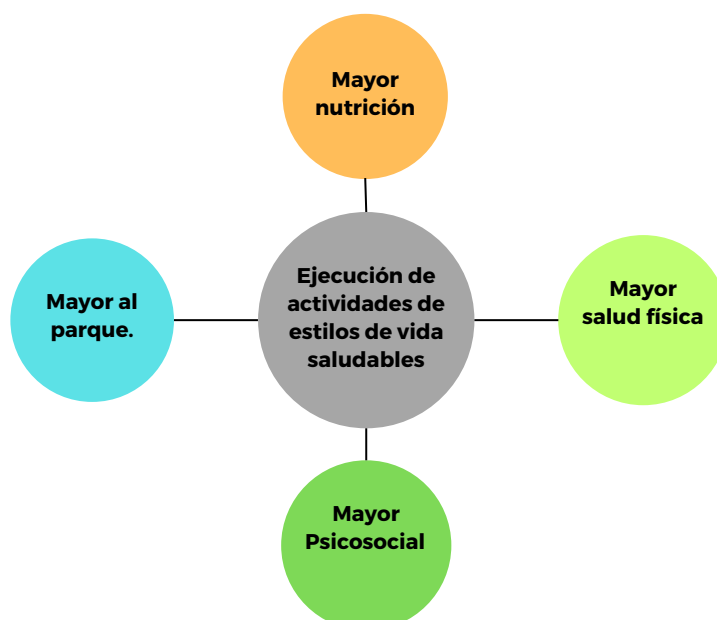 Mayor
nutrición
Mayor al
parque.
Ejecución de
actividades de
estilos de vida
saludables
Mayor
salud física
Mayor
Psicosocial